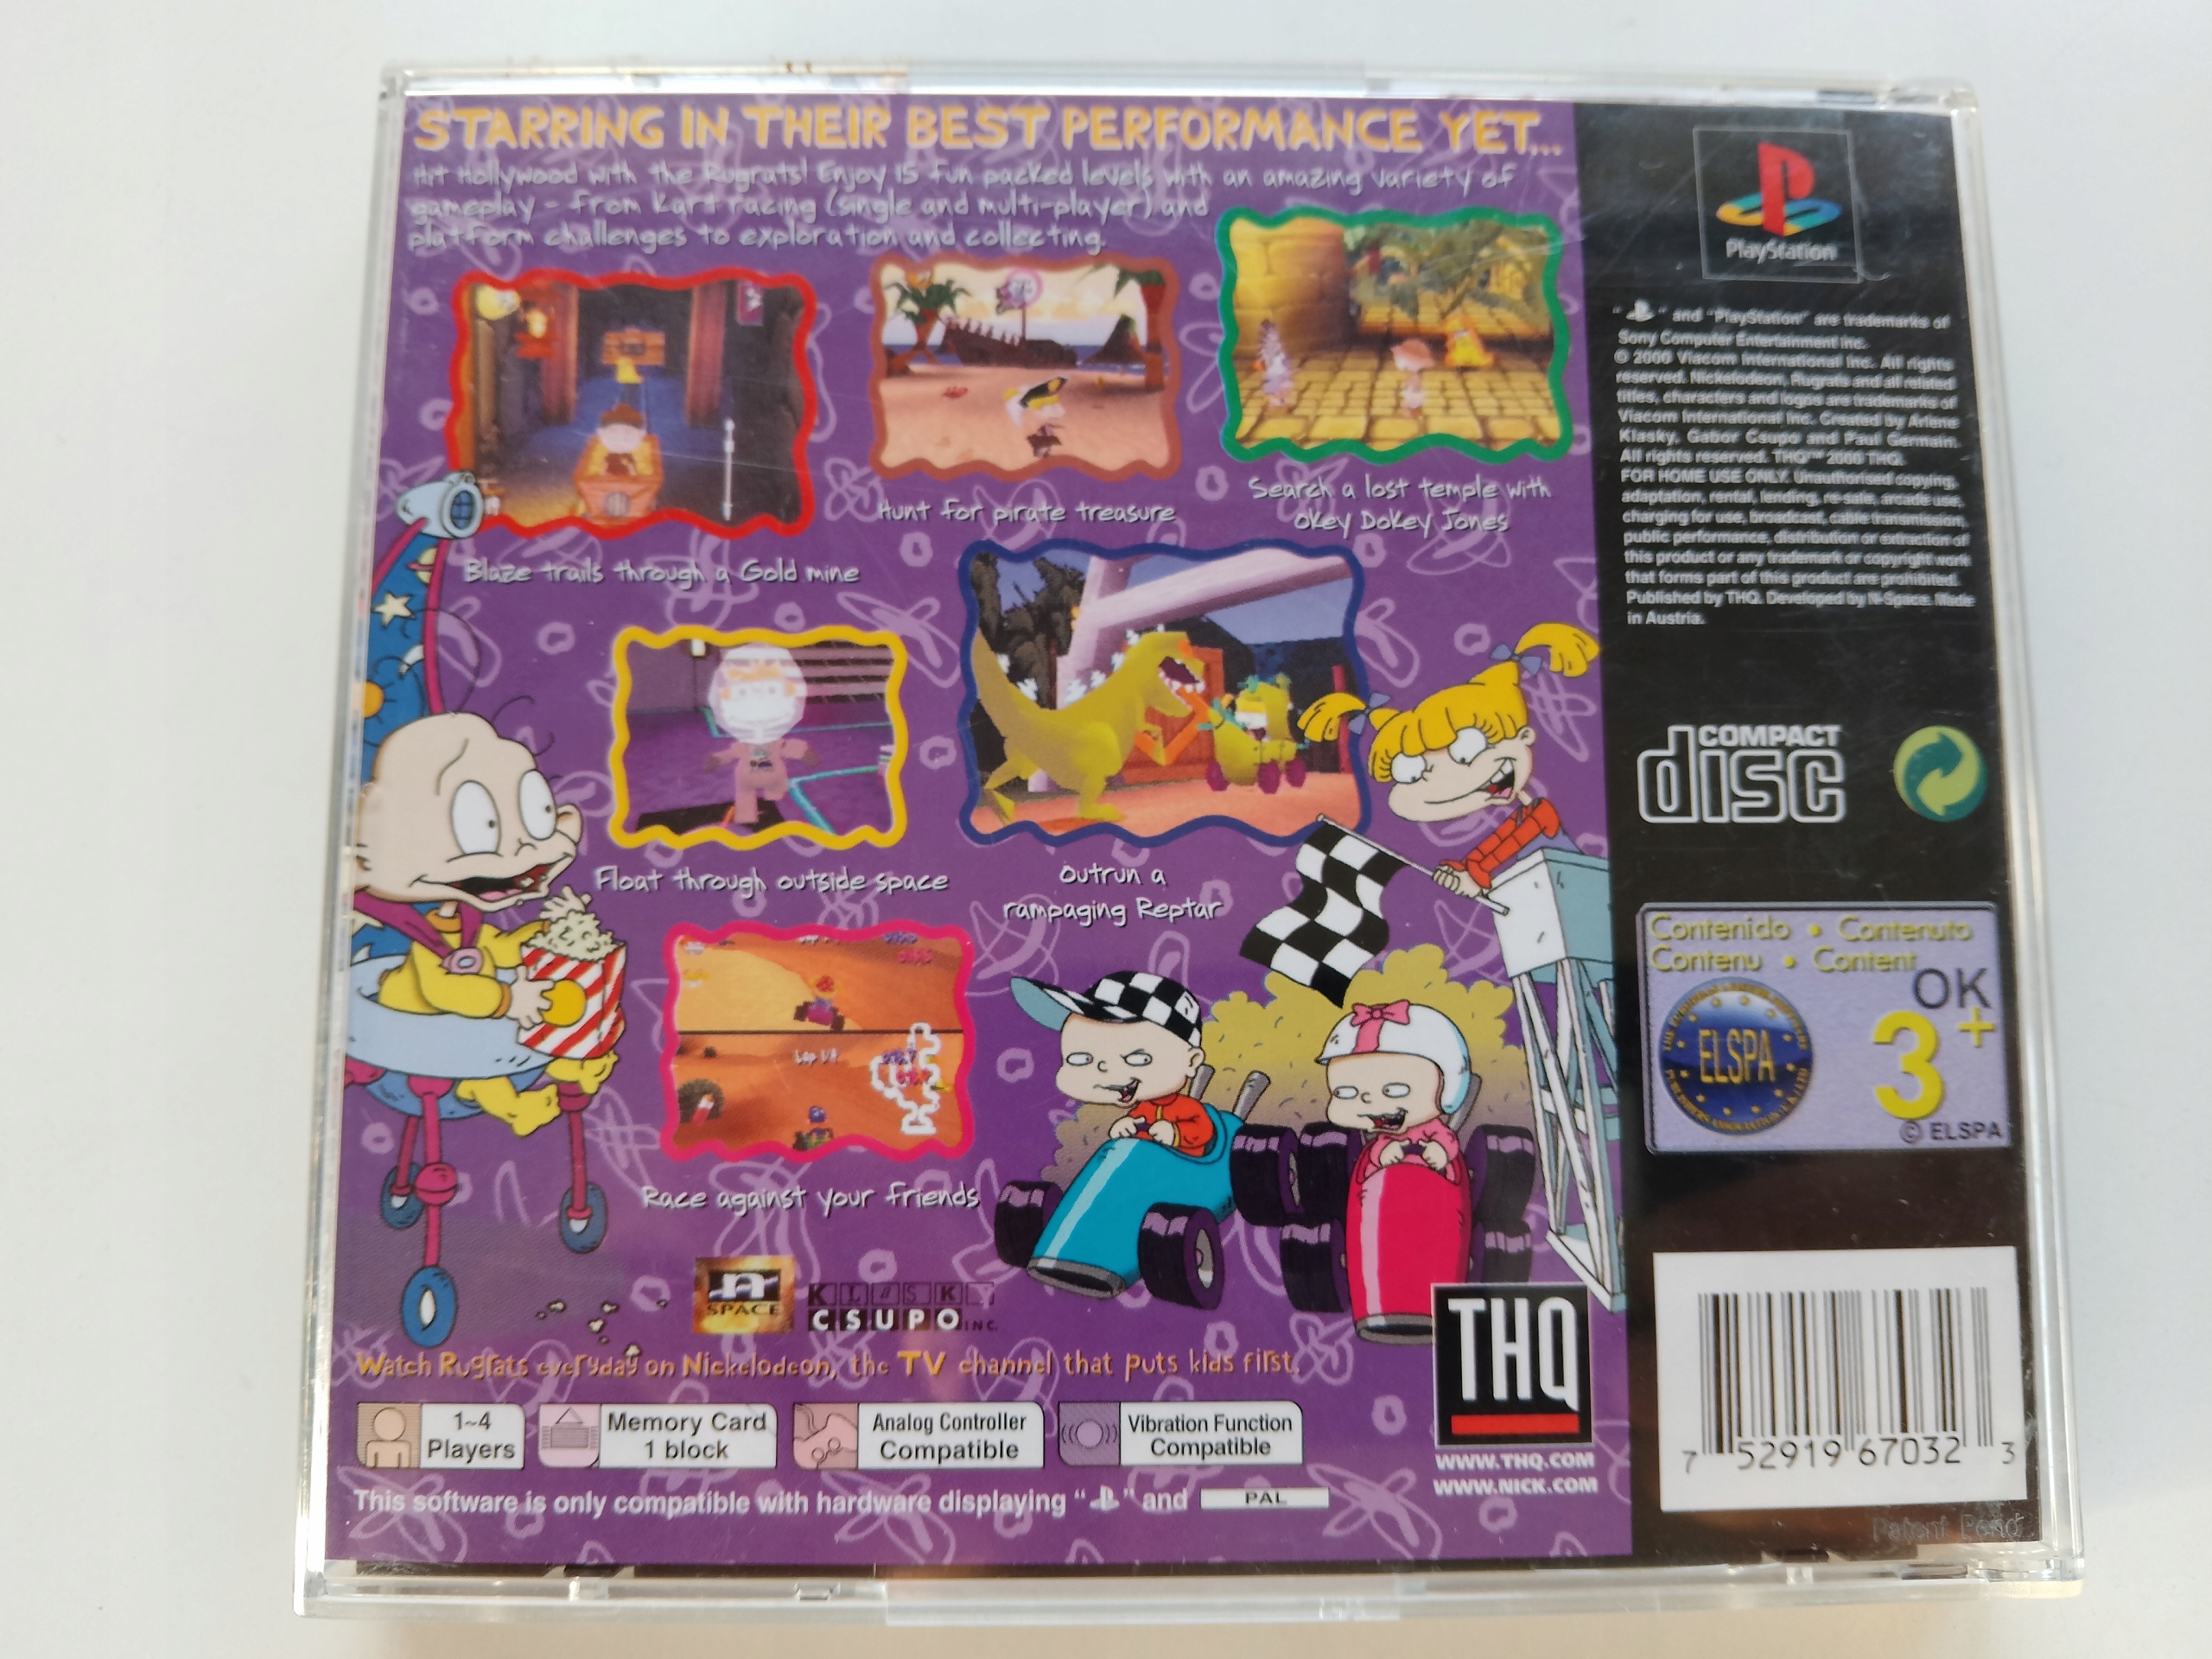 STARRING IN THEIR BEST PERFORMANCE YET...
Hit Hollywood with the Rugrats! Enjoy 15 fun packed levels with an amazing variety of
gameplay - from Kart racing (single and multi-player) and
platform challenges to exploration and collecting.
Blaze trails through a Gold mine
Hunt for pirate treasure
Search a lost temple with
Okey Dokey Jones
Float through outside space
Outrun a
rampaging Reptar
Lap 1/8
Race against your friends
n
SPACE
KLASKY
CSUPO INC.
Watch Rugrats everyday on Nickelodeon, the TV channel that puts kids first.
1~4
Players
Memory Card
1 block
Analog Controller
Compatible
Vibration Function
Compatible
This software is only compatible with hardware displaying " " and PAL
THQ
WWW.THQ.COM
WWW.NICK.COM
PlayStation
" " and "PlayStation" are trademarks of
Sony Computer Entertainment Inc.
© 2000 Viacom International Inc. All rights
reserved. Nickelodeon, Rugrats and all related
titles, characters and logos are trademarks of
Viacom International Inc. Created by Arlene
Klasky, Gabor Csupo and Paul Germain.
All rights reserved. THQ™ 2000 THQ.
FOR HOME USE ONLY. Unauthorised copying,
adaptation, rental, lending, re-sale, arcade use,
charging for use, broadcast, cable transmission,
public performance, distribution or extraction of
this product or any trademark or copyright work
that forms part of this product are prohibited.
Published by THQ. Developed by N-Space. Made
in Austria.
COMPACT
disc
Contenido • Contenuto
Contenu • Content
OK
ELSPA
3+
© ELSPA
7 52919 67032 3
Patent Pend